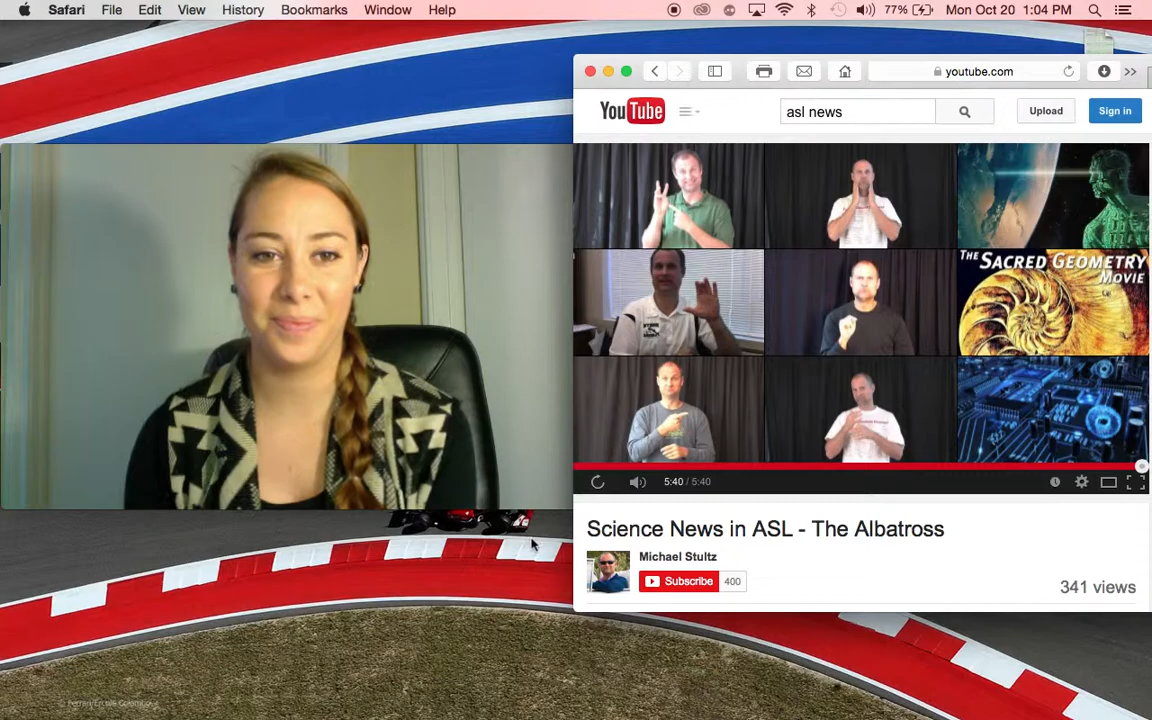 Safari File Edit View History Bookmarks Window Help 77% Mon Oct 20 1:04 PM
youtube.com
YouTube asl news Upload Sign in
THE SACRED GEOMETRY
MOVIE
5:40 / 5:40
Science News in ASL - The Albatross
Michael Stultz
Subscribe 400
341 views